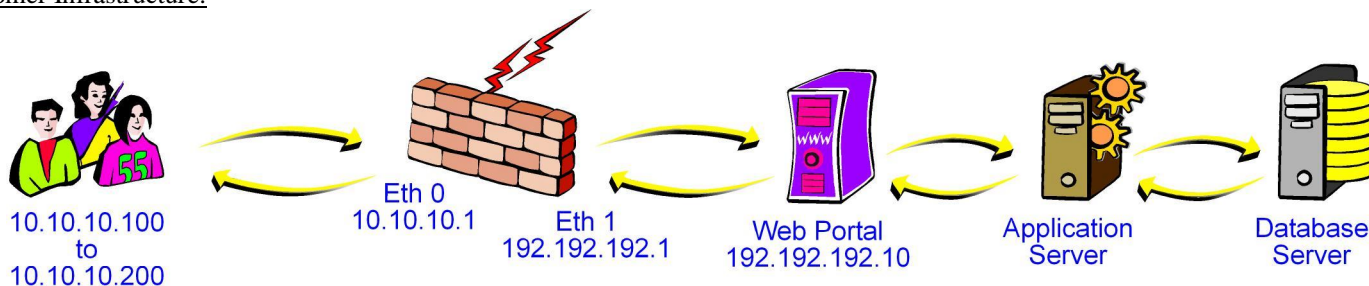 Infrastructure:
10.10.10.100
to
10.10.10.200
Eth 0
10.10.10.1
Eth 1
192.192.192.1
WWW
Web Portal
192.192.192.10
Application
Server
Database
Server
55